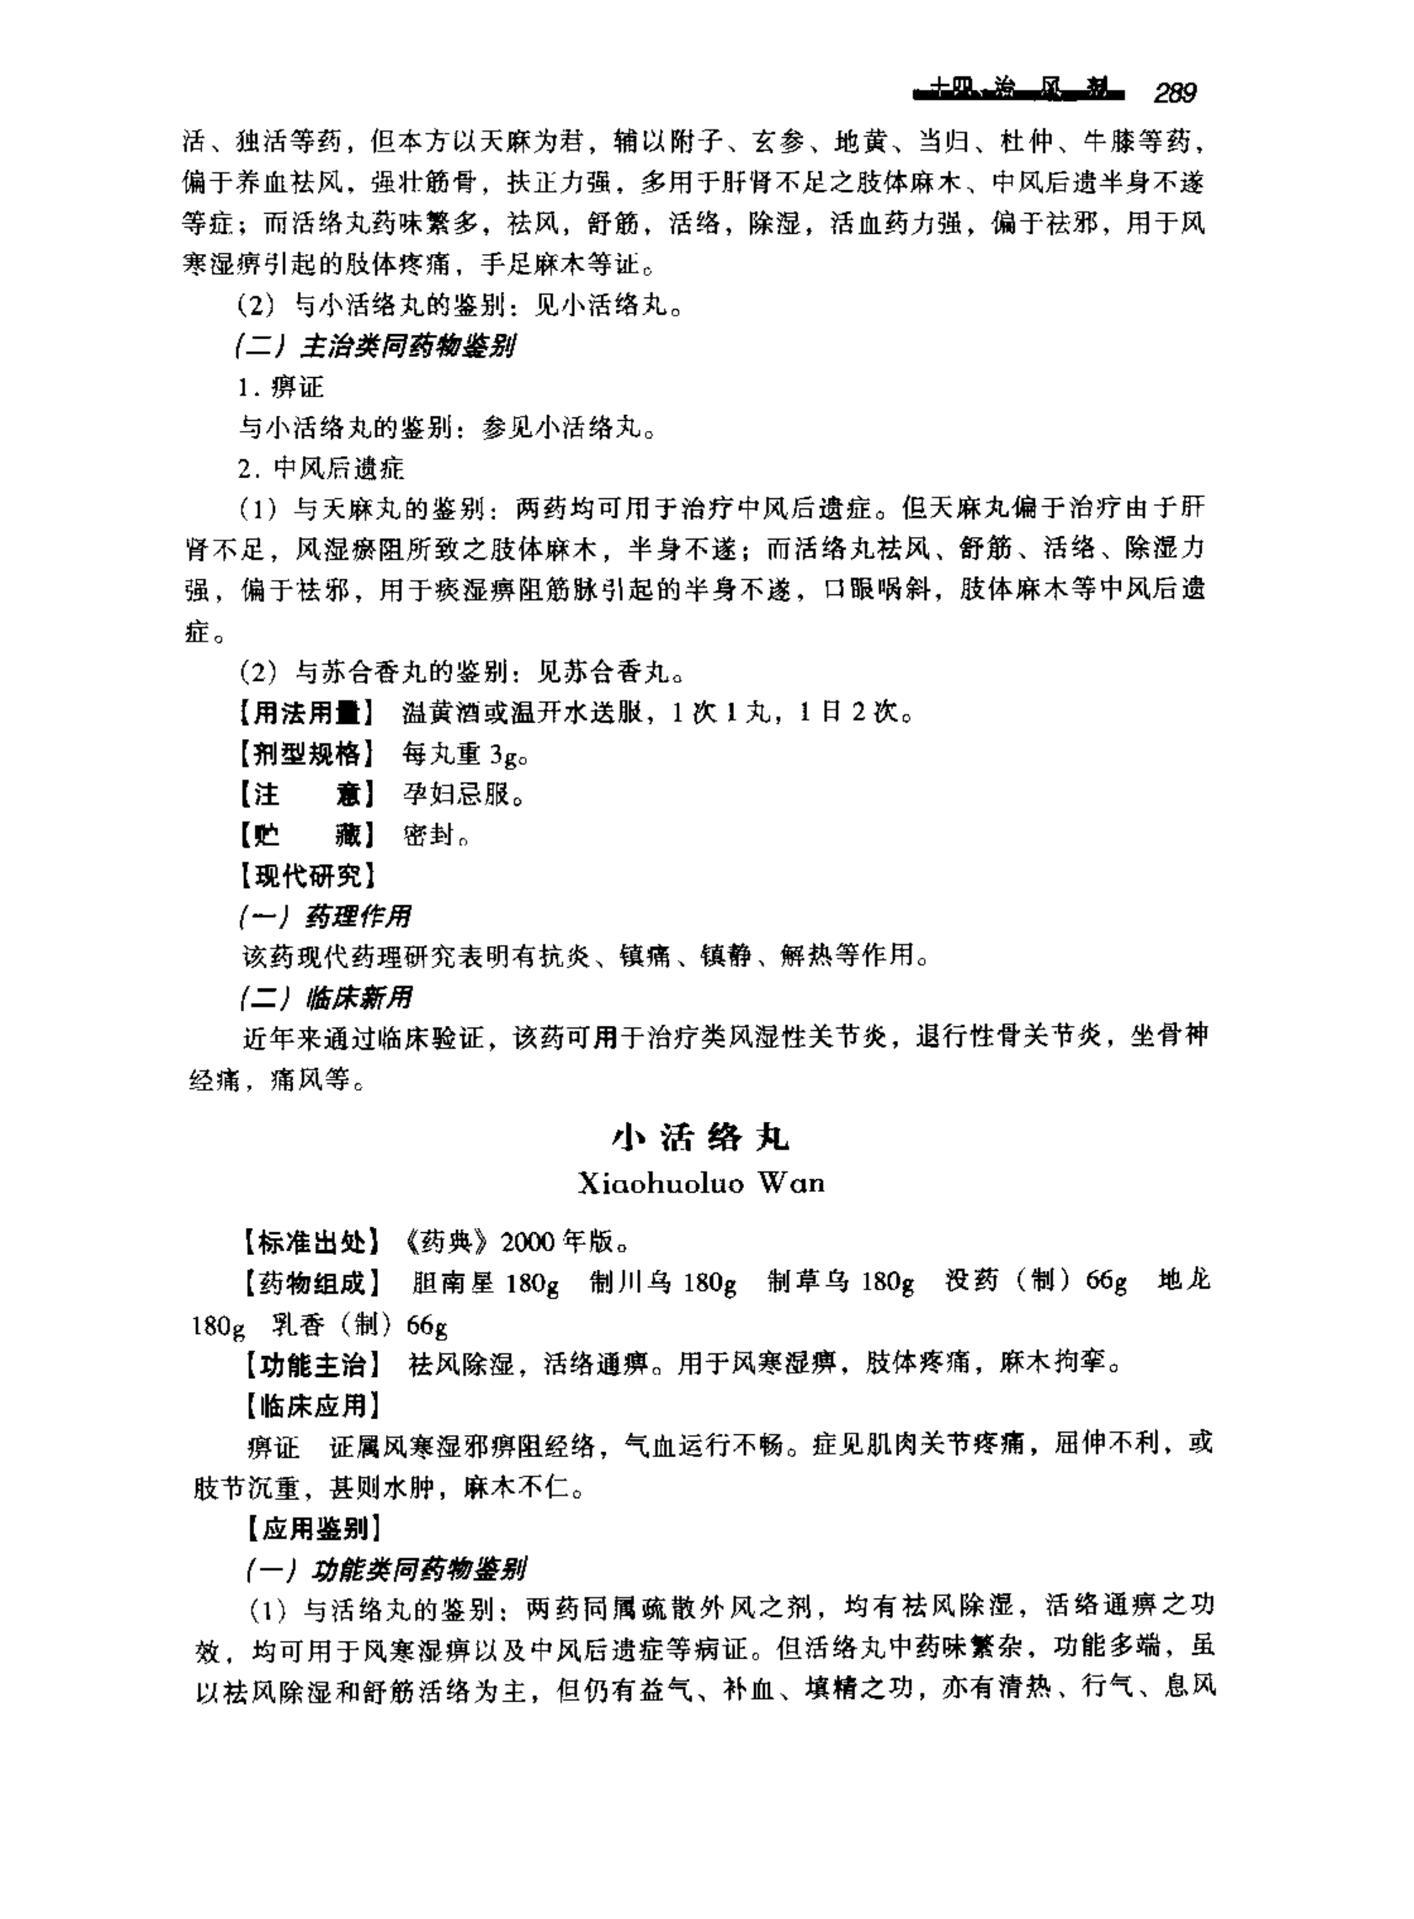 十四、治风剂 289
活、独活等药，但本方以天麻为君，辅以附子、玄参、地黄、当归、杜仲、牛膝等药，
偏于养血祛风，强壮筋骨，扶正力强，多用于肝肾不足之肢体麻木、中风后遗半身不遂
等症；而活络丸药味繁多，祛风，舒筋，活络，除湿，活血药力强，偏于祛邪，用于风
寒湿痹引起的肢体疼痛，手足麻木等证。
（2）与小活络丸的鉴别：见小活络丸。
（二）主治类同药物鉴别
1. 痹证
与小活络丸的鉴别：参见小活络丸。
2. 中风后遗症
（1）与天麻丸的鉴别：两药均可用于治疗中风后遗症。但天麻丸偏于治疗由于肝
肾不足，风湿瘀阻所致之肢体麻木，半身不遂；而活络丸祛风、舒筋、活络、除湿力
强，偏于祛邪，用于痰湿痹阻筋脉引起的半身不遂，口眼㖞斜，肢体麻木等中风后遗
症。
（2）与苏合香丸的鉴别：见苏合香丸。
【用法用量】 温黄酒或温开水送服，1次1丸，1日2次。
【剂型规格】 每丸重3g。
【注　　意】 孕妇忌服。
【贮　　藏】 密封。
【现代研究】
（一）药理作用
该药现代药理研究表明有抗炎、镇痛、镇静、解热等作用。
（二）临床新用
近年来通过临床验证，该药可用于治疗类风湿性关节炎，退行性骨关节炎，坐骨神
经痛，痛风等。
小活络丸
Xiaohuoluo Wan
【标准出处】《药典》2000年版。
【药物组成】 胆南星180g　制川乌180g　制草乌180g　没药（制）66g　地龙
180g　乳香（制）66g
【功能主治】 祛风除湿，活络通痹。用于风寒湿痹，肢体疼痛，麻木拘挛。
【临床应用】
痹证　证属风寒湿邪痹阻经络，气血运行不畅。症见肌肉关节疼痛，屈伸不利，或
肢节沉重，甚则水肿，麻木不仁。
【应用鉴别】
（一）功能类同药物鉴别
（1）与活络丸的鉴别：两药同属疏散外风之剂，均有祛风除湿，活络通痹之功
效，均可用于风寒湿痹以及中风后遗症等病证。但活络丸中药味繁杂，功能多端，虽
以祛风除湿和舒筋活络为主，但仍有益气、补血、填精之功，亦有清热、行气、息风